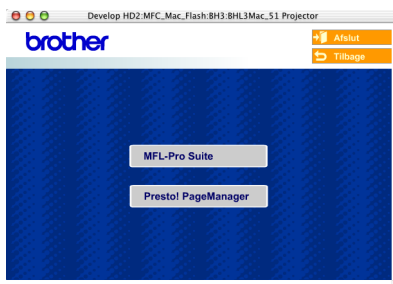 Develop HD2:MFC_Mac_Flash:BH3:BHL3Mac_51 Projector
brother
Afslut
Tilbage
MFL-Pro Suite
Presto! PageManager